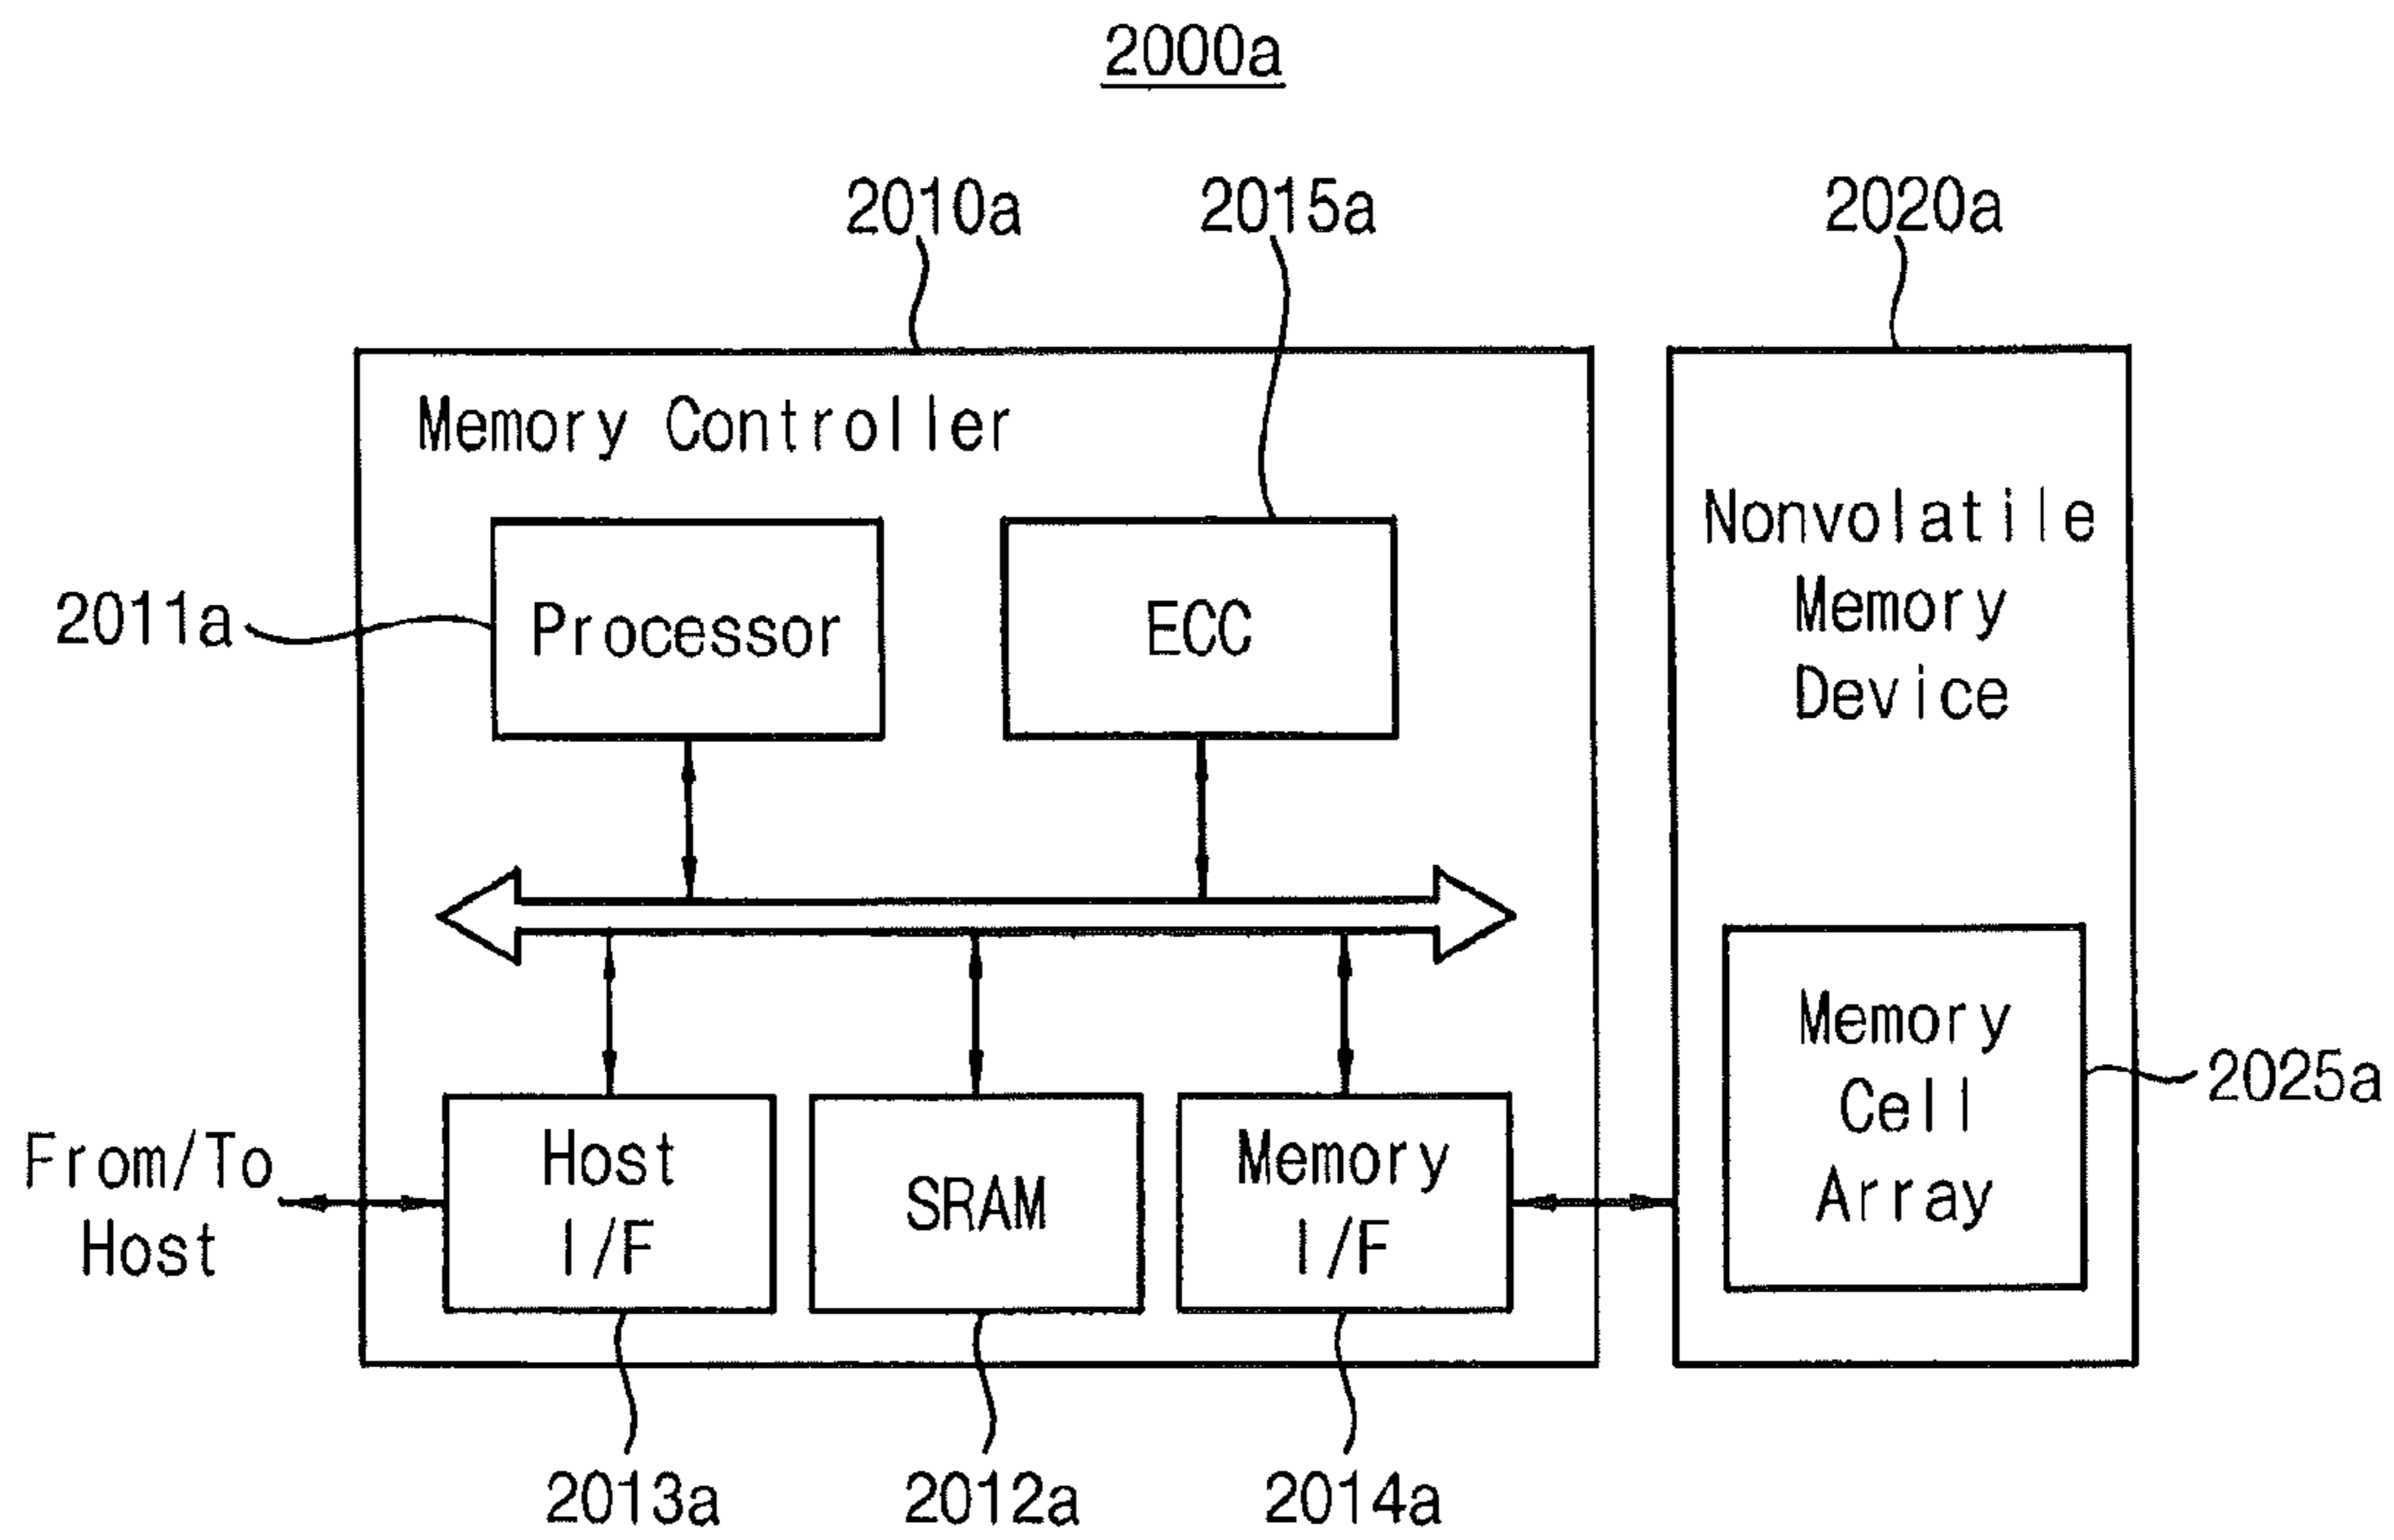 2000a
2010a
2015a
2020a
Memory Controller
Nonvolatile
Memory
Device
2011a
Processor
ECC
Memory
Cell
Array
2025a
From/To
Host
Host
I/F
SRAM
Memory
I/F
2013a
2012a
2014a